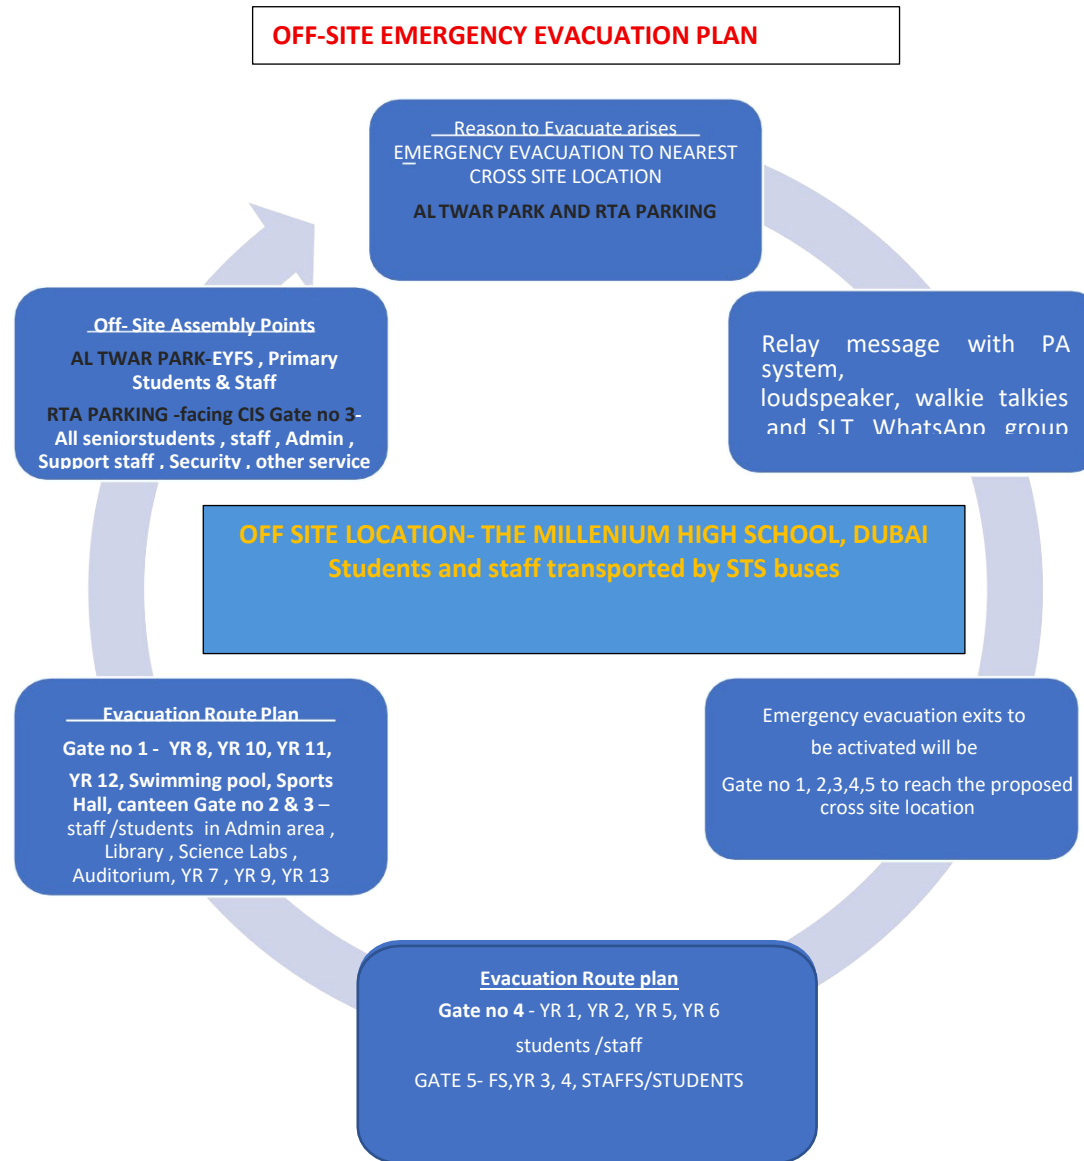 OFF-SITE EMERGENCY EVACUATION PLAN
Reason to Evacuate arises
EMERGENCY EVACUATION TO NEAREST
CROSS SITE LOCATION
AL TWAR PARK AND RTA PARKING
Relay message with PA
system,
loudspeaker, walkie talkies
and SLT WhatsApp group
Emergency evacuation exits to
be activated will be
Gate no 1, 2,3,4,5 to reach the proposed
cross site location
Evacuation Route plan
Gate no 4 - YR 1, YR 2, YR 5, YR 6
students /staff
GATE 5- FS,YR 3, 4, STAFFS/STUDENTS
Evacuation Route Plan
Gate no 1 - YR 8, YR 10, YR 11,
YR 12, Swimming pool, Sports
Hall, canteen Gate no 2 & 3 –
staff /students in Admin area ,
Library , Science Labs ,
Auditorium, YR 7 , YR 9, YR 13
Off- Site Assembly Points
AL TWAR PARK-EYFS , Primary
Students & Staff
RTA PARKING -facing CIS Gate no 3-
All seniorstudents , staff , Admin ,
Support staff , Security , other service
OFF SITE LOCATION- THE MILLENIUM HIGH SCHOOL, DUBAI
Students and staff transported by STS buses